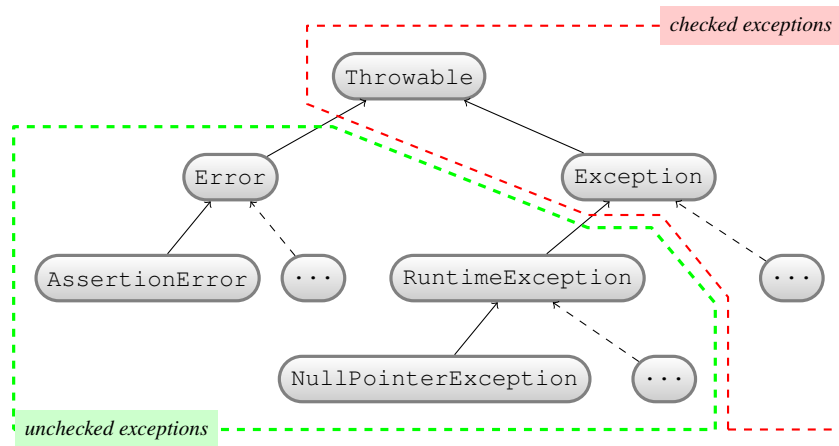 checked exceptions
Throwable
Error
Exception
AssertionError
...
RuntimeException
...
NullPointerException
...
unchecked exceptions